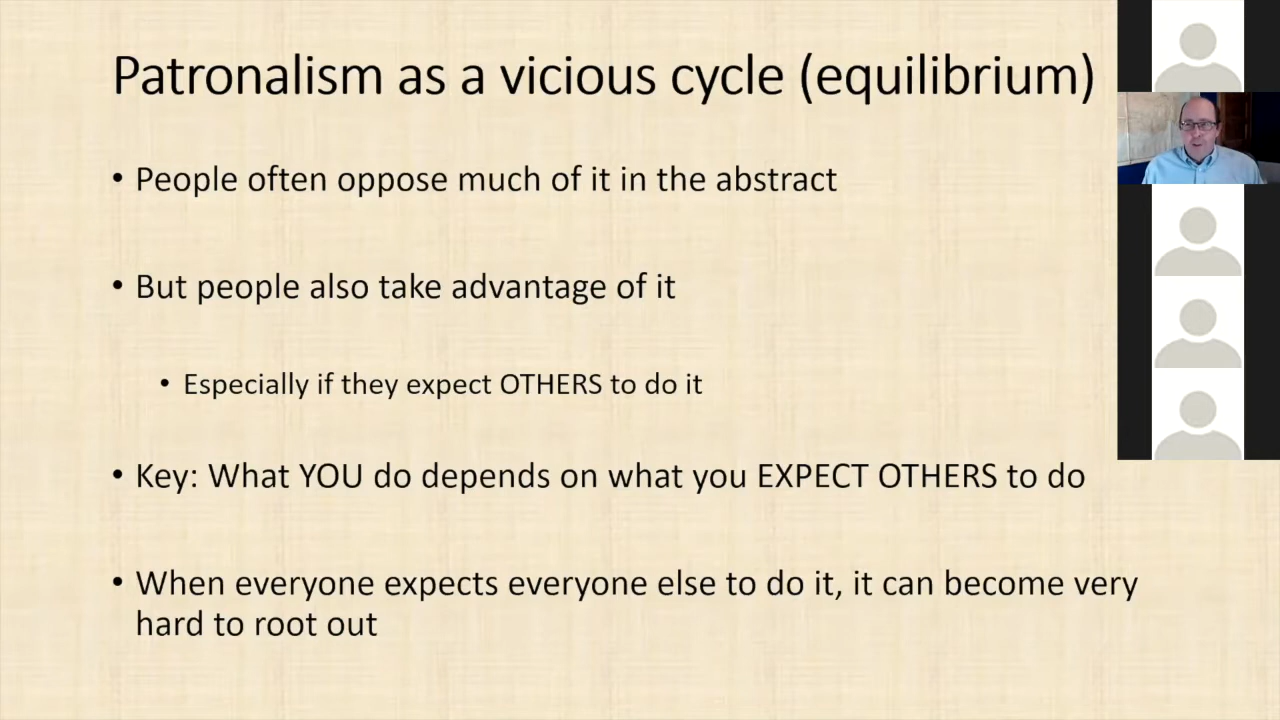 Patronalism as a vicious cycle (equilibrium)
• People often oppose much of it in the abstract
• But people also take advantage of it
• Especially if they expect OTHERS to do it
• Key: What YOU do depends on what you EXPECT OTHERS to do
• When everyone expects everyone else to do it, it can become very
hard to root out